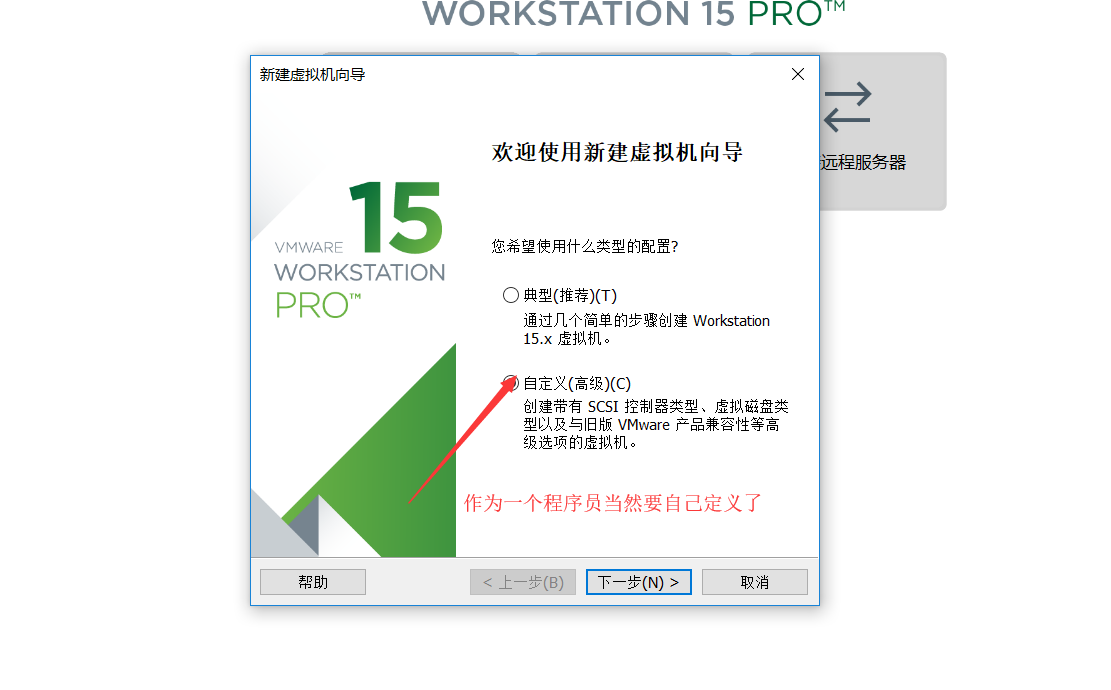 WORKSTATION 15 PRO™
新建虚拟机向导
欢迎使用新建虚拟机向导
15
VMWARE
WORKSTATION
PRO™
远程服务器
您希望使用什么类型的配置?
典型(推荐)(T)
通过几个简单的步骤创建 Workstation
15.x 虚拟机。
自定义(高级)(C)
创建带有 SCSI 控制器类型、虚拟磁盘类
型以及与旧版 VMware 产品兼容性等高
级选项的虚拟机。
作为一个程序员当然要自己定义了
帮助
< 上一步(B)
下一步(N) >
取消